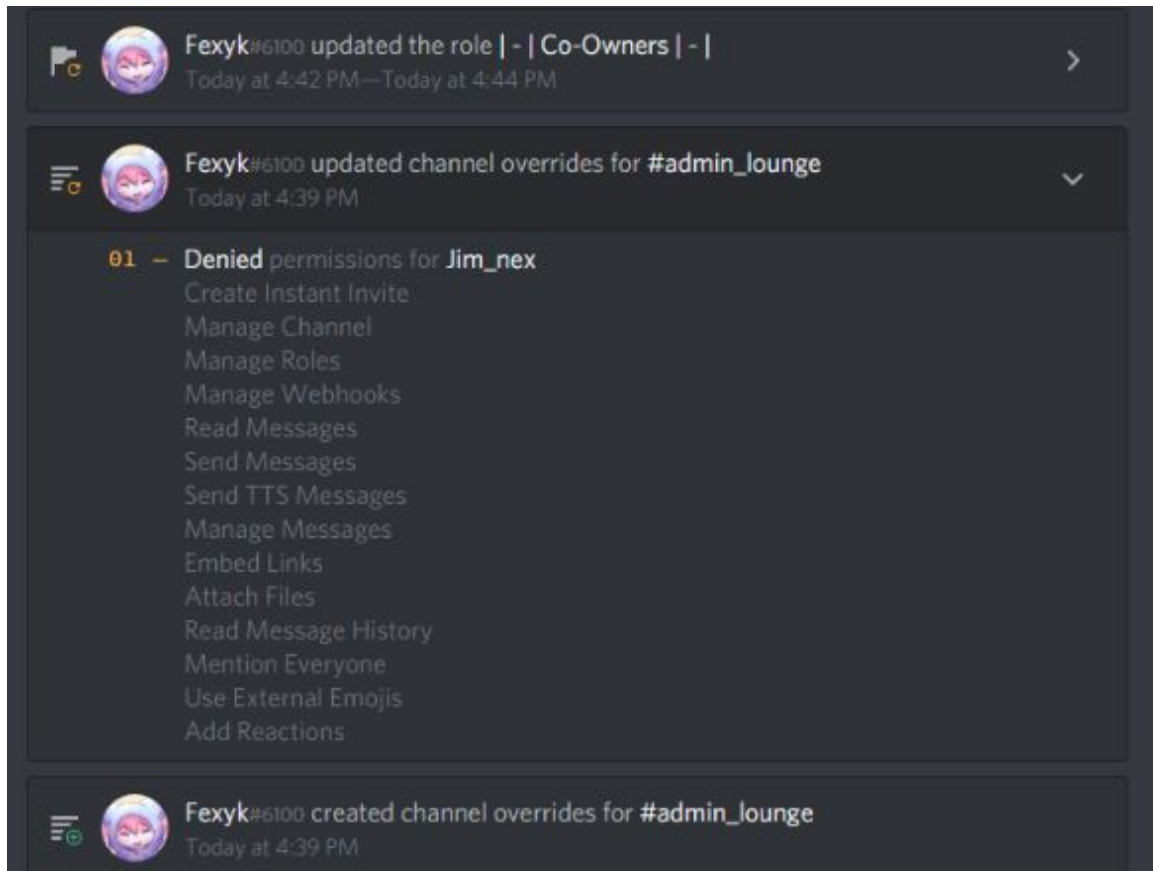 Fexyk#6100 updated the role | - | Co-Owners | - |
Today at 4:42 PM—Today at 4:44 PM
Fexyk#6100 updated channel overrides for #admin_lounge
Today at 4:39 PM
01 — Denied permissions for Jim_nex
Create Instant Invite
Manage Channel
Manage Roles
Manage Webhooks
Read Messages
Send Messages
Send TTS Messages
Manage Messages
Embed Links
Attach Files
Read Message History
Mention Everyone
Use External Emojis
Add Reactions
Fexyk#6100 created channel overrides for #admin_lounge
Today at 4:39 PM